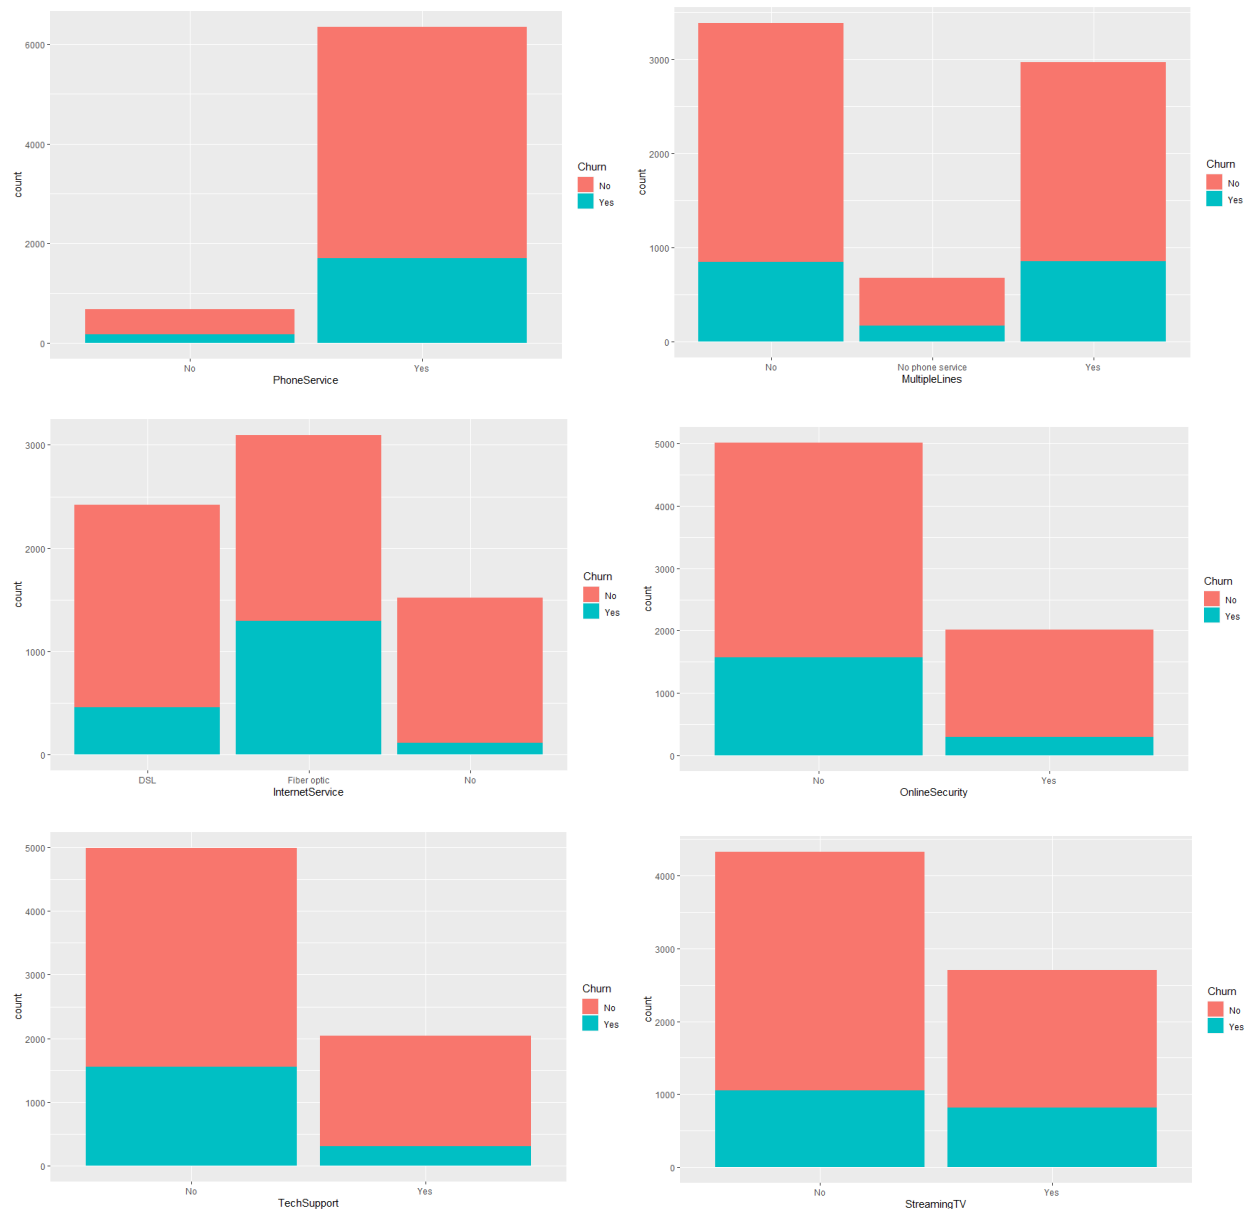 6000
4000
2000
0
count
No
Yes
PhoneService
Churn
No
Yes
3000
2000
1000
0
count
No
No phone service
Yes
MultipleLines
Churn
No
Yes
3000
2000
1000
0
count
DSL
Fiber optic
No
InternetService
Churn
No
Yes
5000
4000
3000
2000
1000
0
count
No
Yes
OnlineSecurity
Churn
No
Yes
5000
4000
3000
2000
1000
0
count
No
Yes
TechSupport
Churn
No
Yes
4000
3000
2000
1000
0
count
No
Yes
StreamingTV
Churn
No
Yes